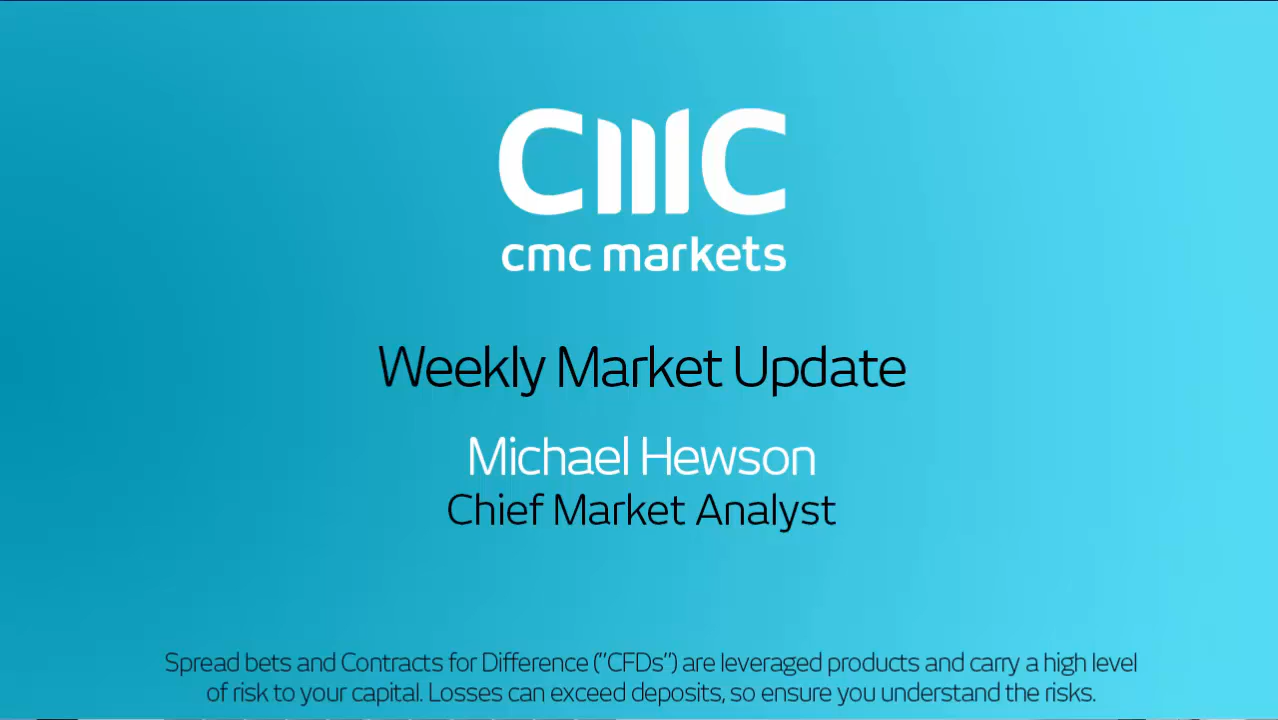 CMC
cmc markets
Weekly Market Update
Michael Hewson
Chief Market Analyst
Spread bets and Contracts for Difference (”CFDs”) are leveraged products and carry a high level
of risk to your capital. Losses can exceed deposits, so ensure you understand the risks.